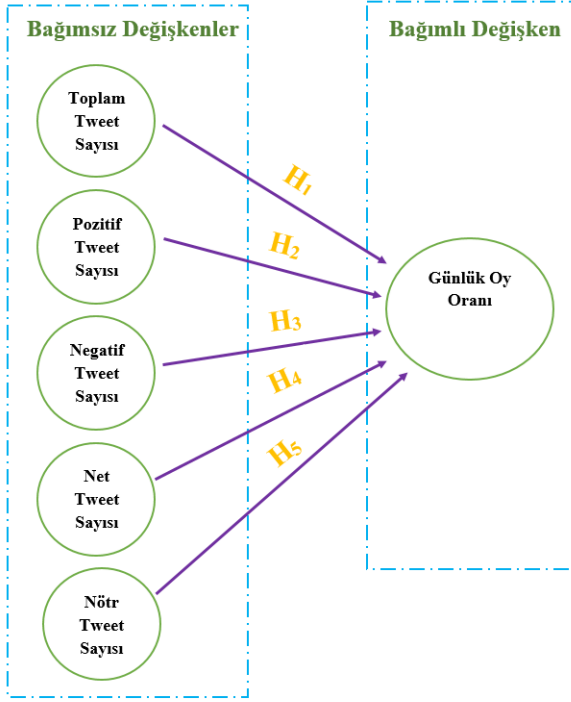 Bağımsız Değişkenler
Bağımlı Değişken
Toplam
Tweet
Sayısı
Pozitif
Tweet
Sayısı
Negatif
Tweet
Sayısı
Net
Tweet
Sayısı
Nötr
Tweet
Sayısı
H₁
H₂
H₃
H₄
H₅
Günlük Oy
Oranı